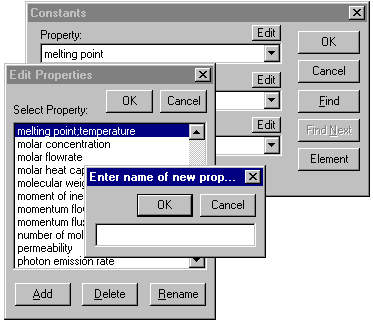 Constants
Property:
Edit
melting point
OK
Edit
Cancel
Find
Edit
Find Next
Element
Edit Properties
OK
Cancel
Select Property:
melting point;temperature
molar concentration
molar flowrate
molar heat cap
molecular weig
moment of ine
momentum flo
momentum flux
number of mol
permeability
photon emission rate
Add
Delete
Rename
Enter name of new prop...
OK
Cancel